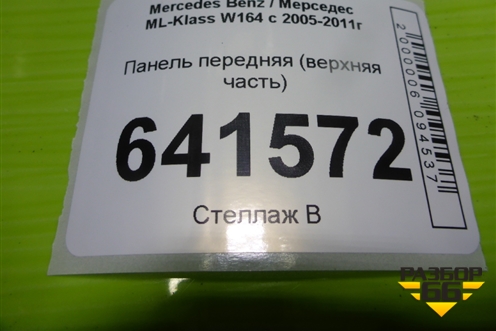 Mercedes Benz / Мерседес
ML-Klass W164 с 2005-2011г
Панель передняя (верхняя
часть)
641572
Стеллаж В
2000006094537
РАЗБОР
66